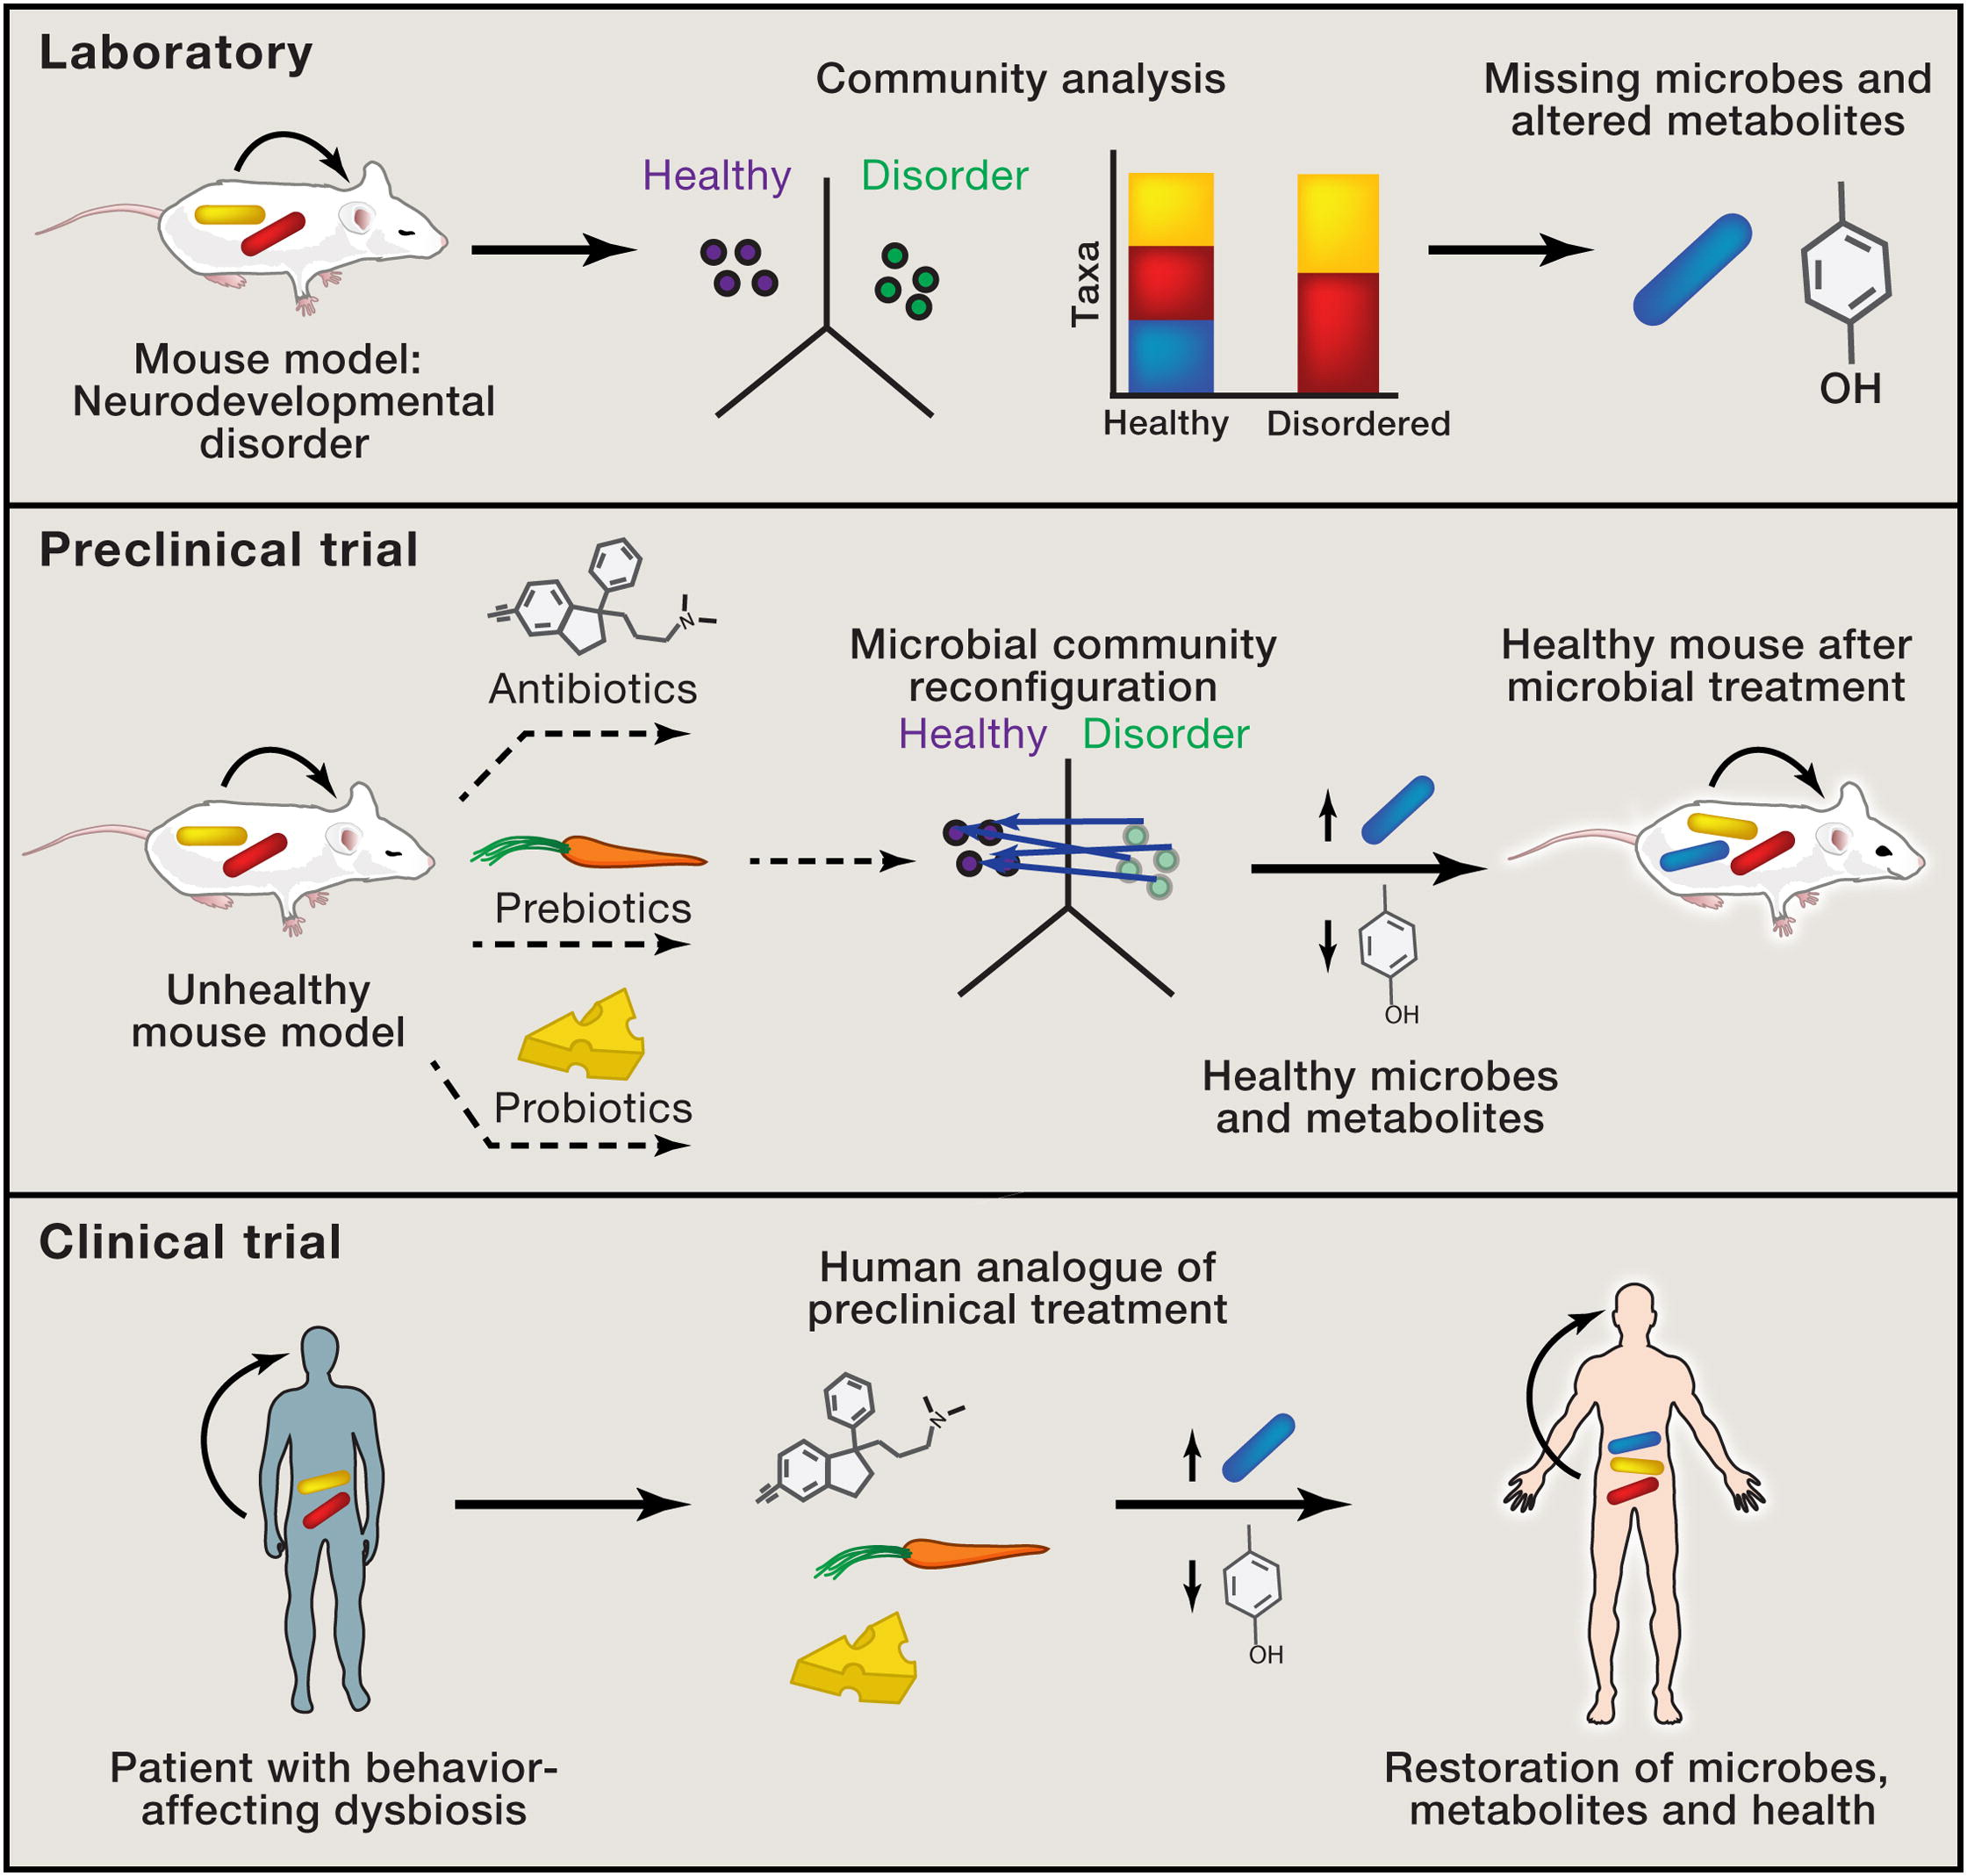 Laboratory
Community analysis
Missing microbes and
altered metabolites
Healthy
Disorder
Taxa
Healthy
Disordered
OH
Mouse model:
Neurodevelopmental
disorder
Preclinical trial
N
Antibiotics
Prebiotics
Probiotics
Unhealthy
mouse model
Microbial community
reconfiguration
Healthy
Disorder
OH
Healthy microbes
and metabolites
Healthy mouse after
microbial treatment
Clinical trial
Human analogue of
preclinical treatment
N
OH
Patient with behavior-
affecting dysbiosis
Restoration of microbes,
metabolites and health